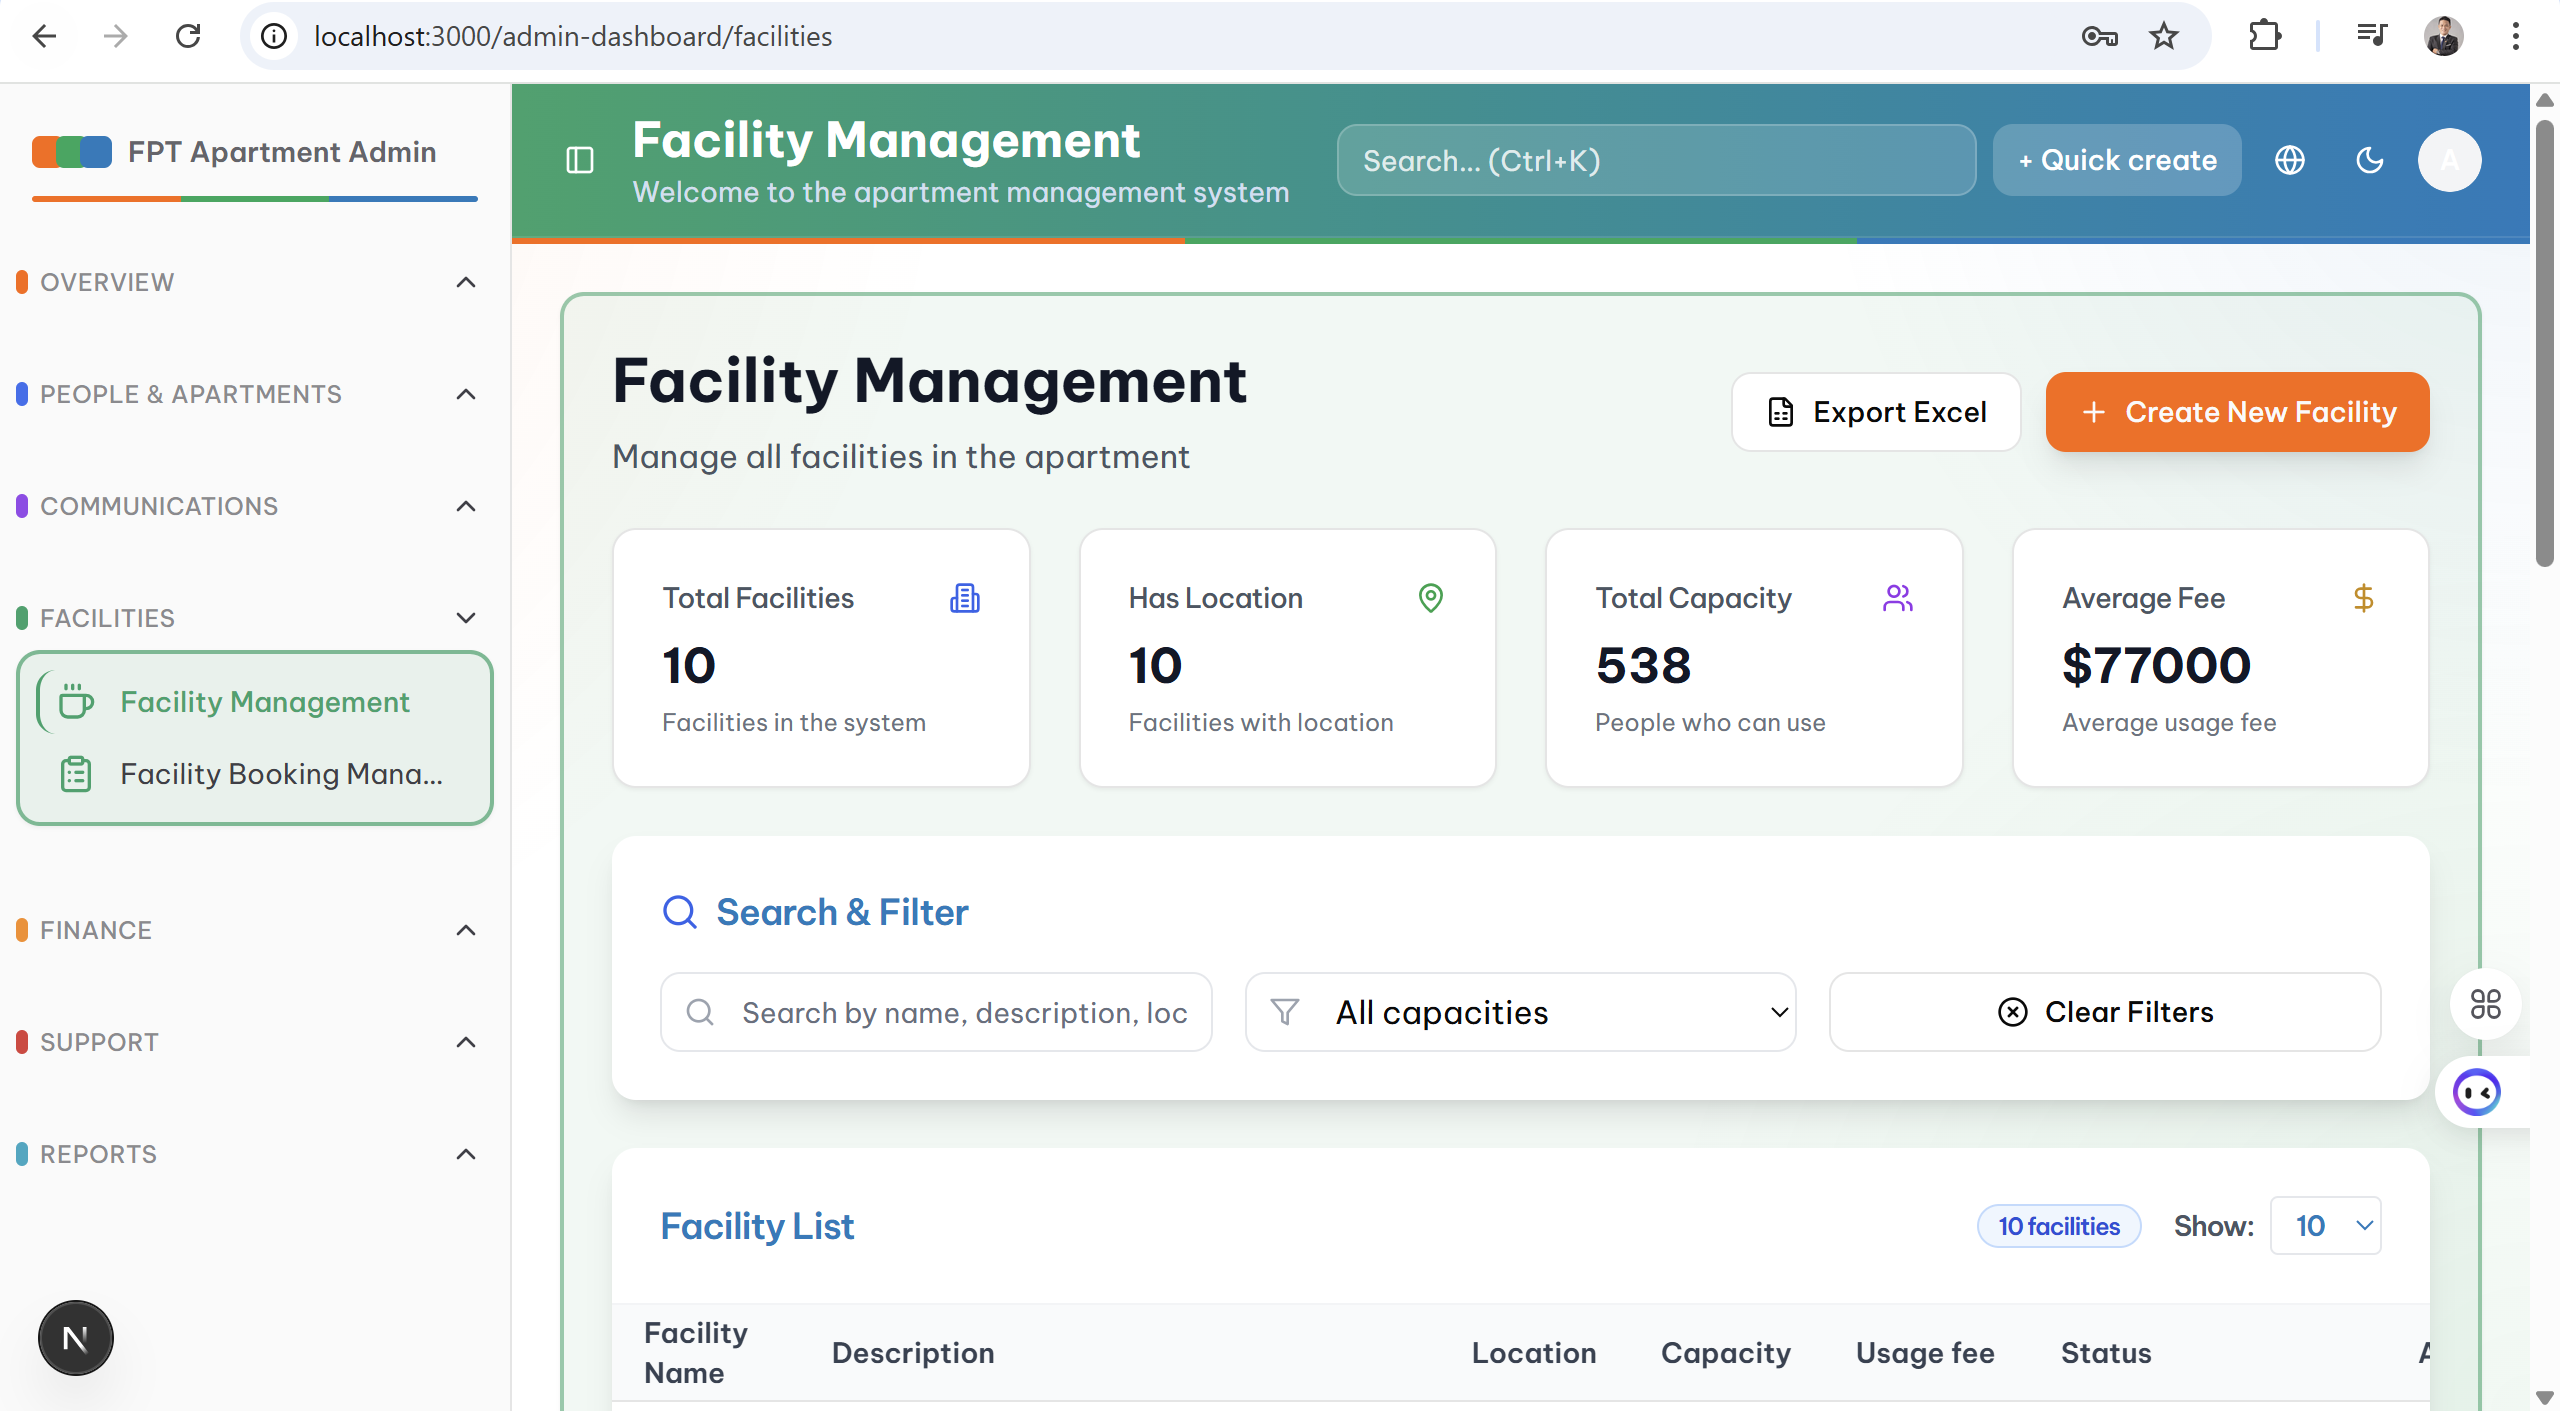 localhost:3000/admin-dashboard/facilities
FPT Apartment Admin
OVERVIEW
PEOPLE & APARTMENTS
COMMUNICATIONS
FACILITIES
Facility Management
Facility Booking Mana...
FINANCE
SUPPORT
REPORTS
N
Facility Management
Welcome to the apartment management system
Search... (Ctrl+K)
+ Quick create
A
Facility Management
Manage all facilities in the apartment
Export Excel
+ Create New Facility
Total Facilities
10
Facilities in the system
Has Location
10
Facilities with location
Total Capacity
538
People who can use
Average Fee
$77000
Average usage fee
Search & Filter
Search by name, description, loc
All capacities
Clear Filters
Facility List
10 facilities
Show:
10
Facility Name
Description
Location
Capacity
Usage fee
Status